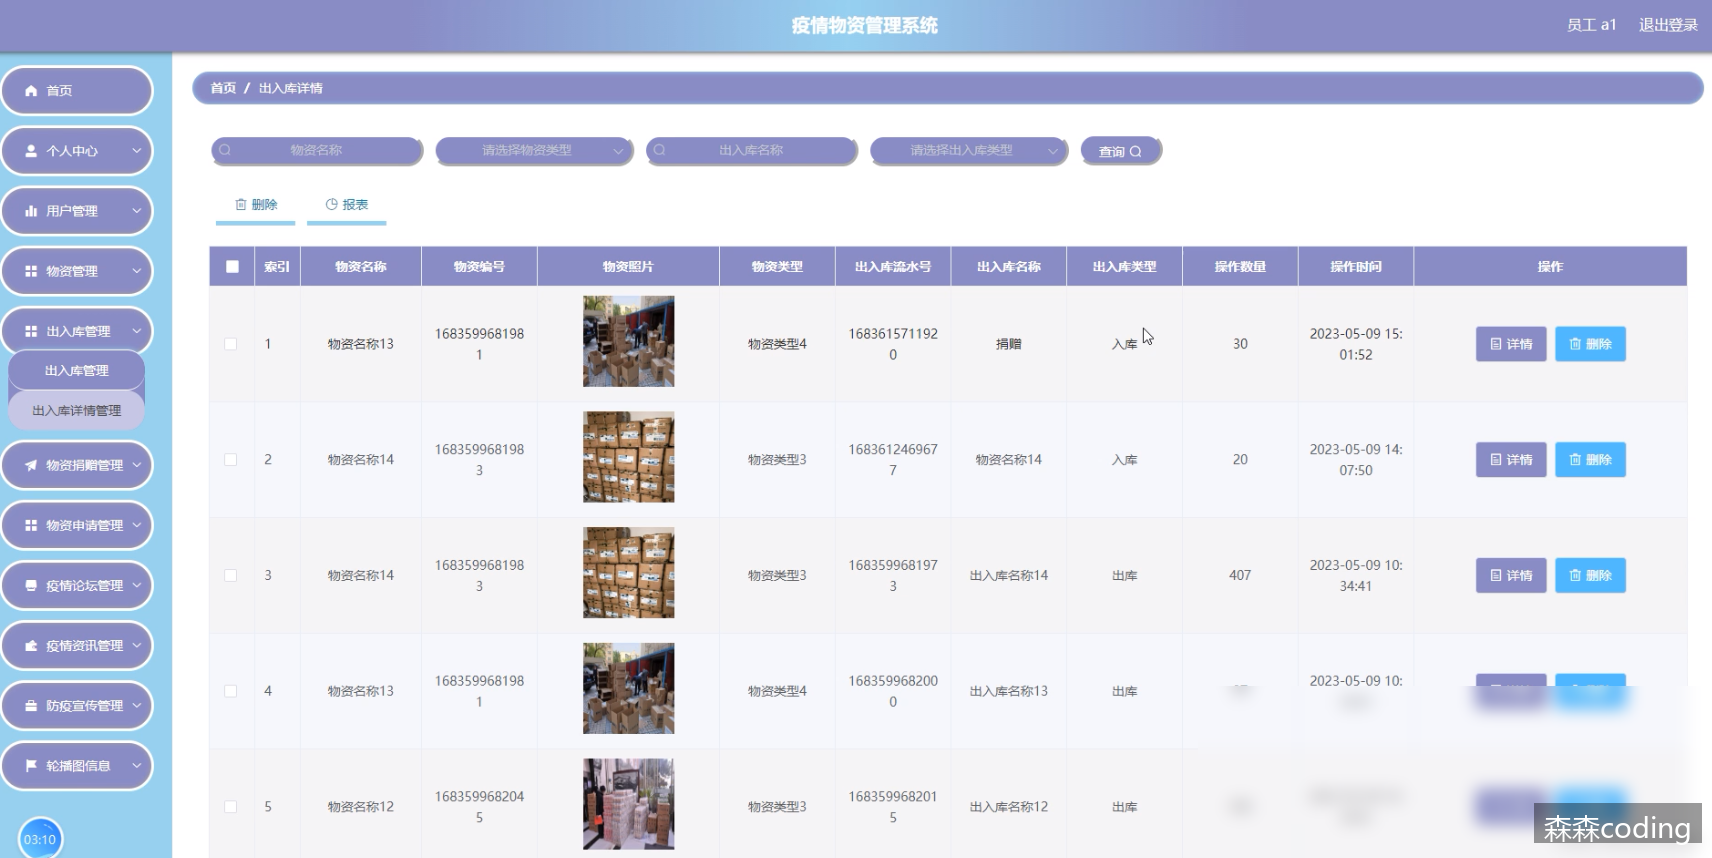 疫情物资管理系统
员工 a1
退出登录
首页
个人中心
用户管理
物资管理
出入库管理
出入库管理
出入库详情管理
物资捐赠管理
物资申请管理
疫情论坛管理
疫情资讯管理
防疫宣传管理
轮播图信息
03:10
首页 / 出入库详情
物资名称
请选择物资类型
出入库名称
请选择出入库类型
查询
删除
报表
索引 物资名称 物资编号 物资照片 物资类型 出入库流水号 出入库名称 出入库类型 操作数量 操作时间 操作
1 物资名称13 1683599681981 物资类型4 1683615711920 捐赠 入库 30 2023-05-09 15:01:52 详情 删除
2 物资名称14 1683599681983 物资类型3 1683612469677 物资名称14 入库 20 2023-05-09 14:07:50 详情 删除
3 物资名称14 1683599681983 物资类型3 1683599681973 出入库名称14 出库 407 2023-05-09 10:34:41 详情 删除
4 物资名称13 1683599681981 物资类型4 1683599682000 出入库名称13 出库 2023-05-09 10:
5 物资名称12 1683599682045 物资类型3 1683599682015 出入库名称12 出库
森森coding